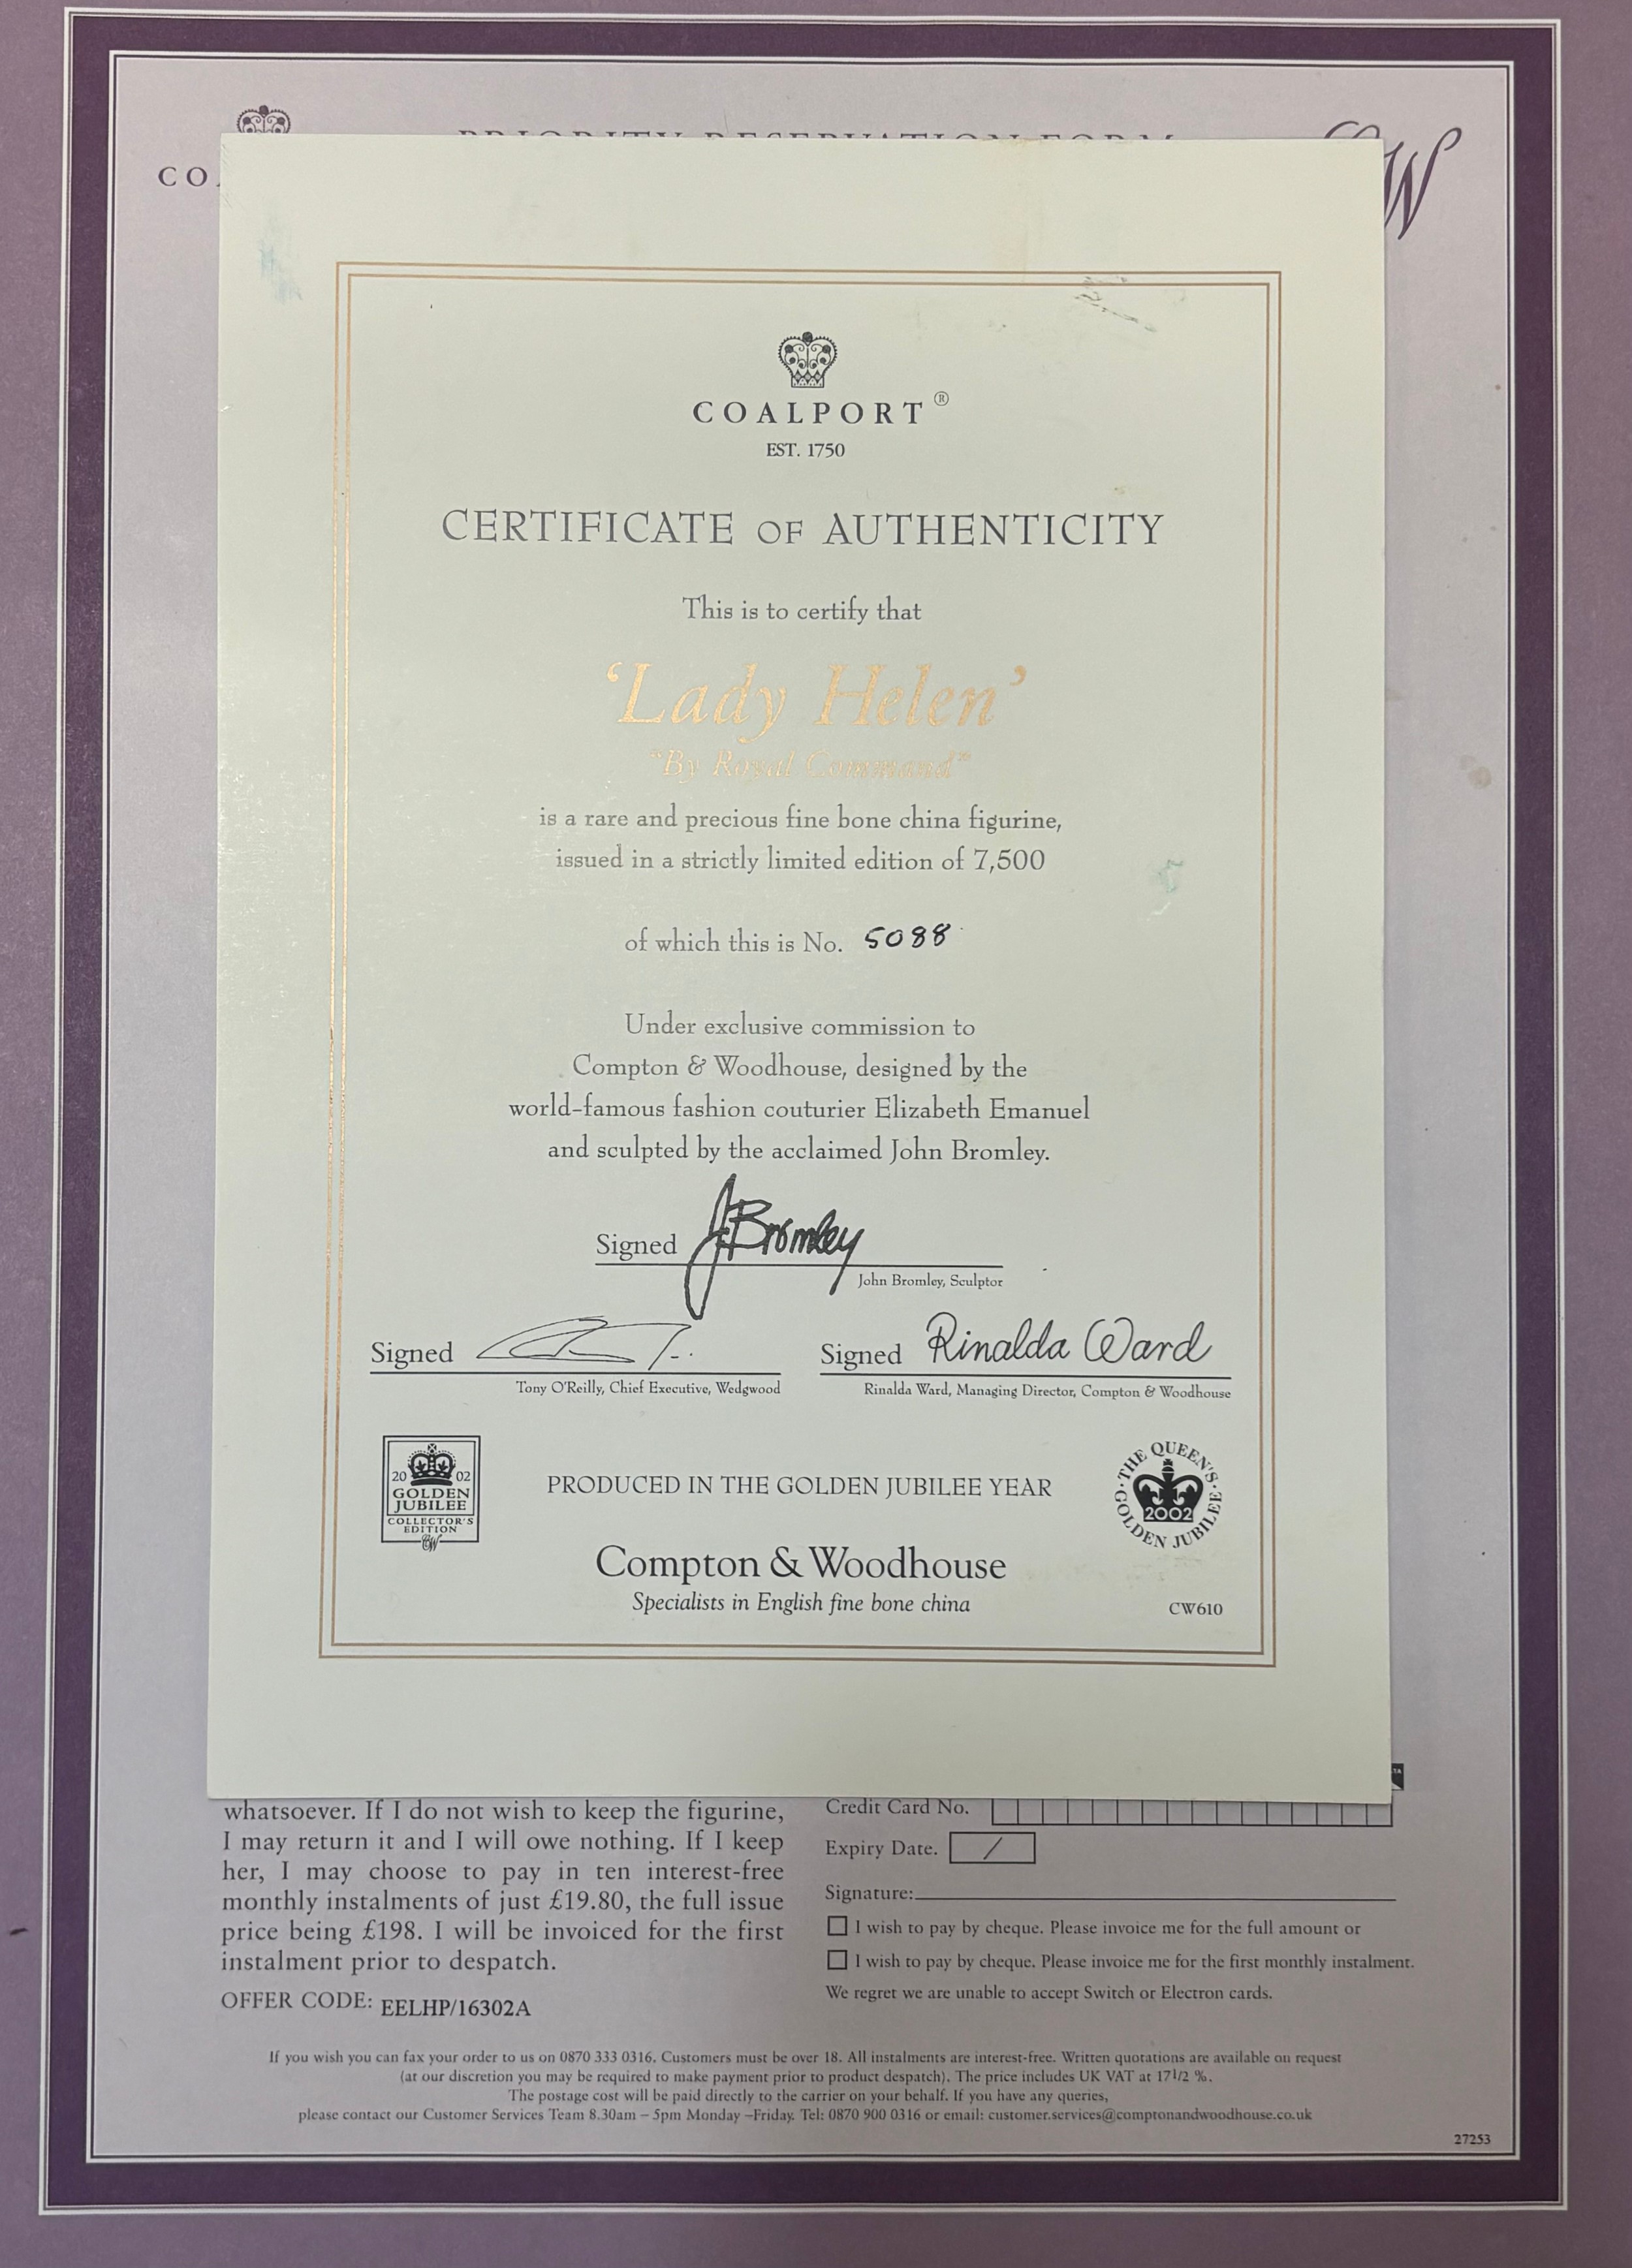 PRIORITY RESERVATION FORM
CO
W
COALPORT®
EST. 1750
CERTIFICATE OF AUTHENTICITY
This is to certify that
‘Lady Helen’
“By Royal Command”
is a rare and precious fine bone china figurine,
issued in a strictly limited edition of 7,500
of which this is No. 5088
Under exclusive commission to
Compton & Woodhouse, designed by the
world-famous fashion couturier Elizabeth Emanuel
and sculpted by the acclaimed John Bromley.
Signed J Bromley
John Bromley, Sculptor
Signed
Tony O'Reilly, Chief Executive, Wedgwood
Signed Rinalda Ward
Rinalda Ward, Managing Director, Compton & Woodhouse
20 02
GOLDEN
JUBILEE
COLLECTOR'S
EDITION
CW
PRODUCED IN THE GOLDEN JUBILEE YEAR
·THE QUEEN'S·
GOLDEN JUBILEE
2002
Compton & Woodhouse
Specialists in English fine bone china
CW610
whatsoever. If I do not wish to keep the figurine,
I may return it and I will owe nothing. If I keep
her, I may choose to pay in ten interest-free
monthly instalments of just £19.80, the full issue
price being £198. I will be invoiced for the first
instalment prior to despatch.
OFFER CODE: EELHP/16302A
Credit Card No.
Expiry Date. /
Signature:
I wish to pay by cheque. Please invoice me for the full amount or
I wish to pay by cheque. Please invoice me for the first monthly instalment.
We regret we are unable to accept Switch or Electron cards.
If you wish you can fax your order to us on 0870 333 0316. Customers must be over 18. All instalments are interest-free. Written quotations are available on request
(at our discretion you may be required to make payment prior to product despatch). The price includes UK VAT at 17 1/2 %.
The postage cost will be paid directly to the carrier on your behalf. If you have any queries,
please contact our Customer Services Team 8.30am – 5pm Monday –Friday. Tel: 0870 900 0316 or email: customer.services@comptonandwoodhouse.co.uk
27253